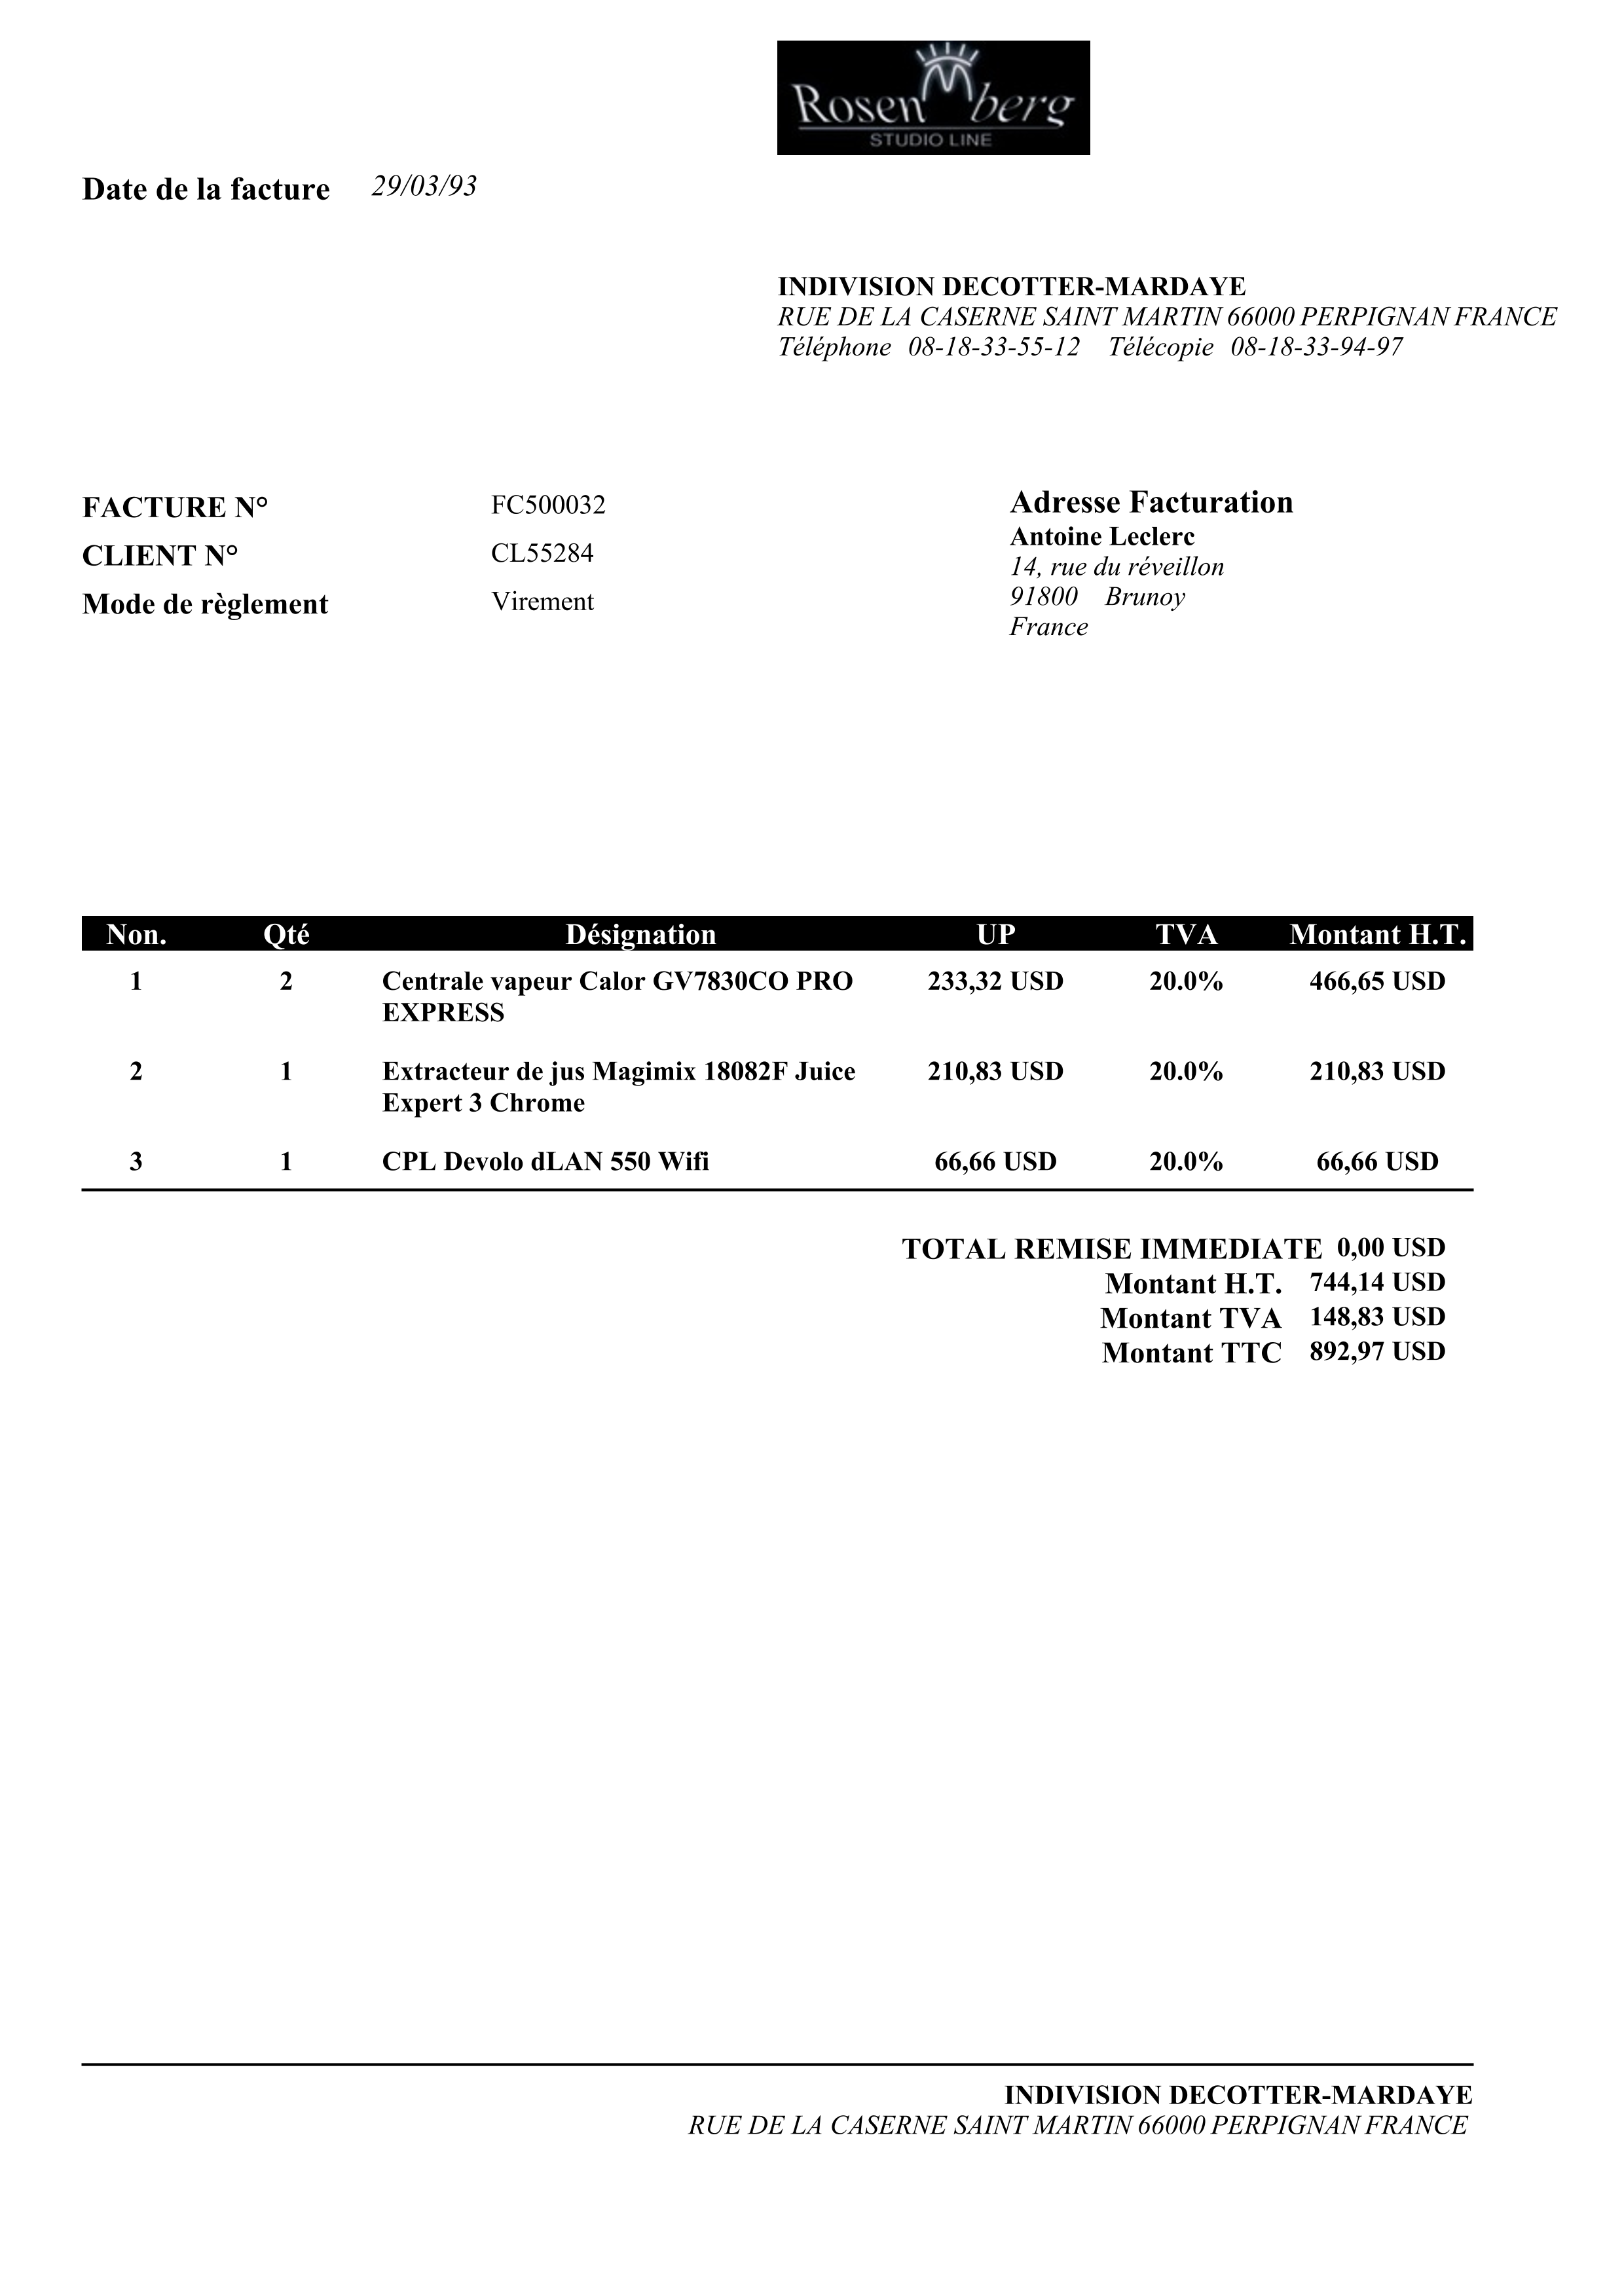 Rosen berg
STUDIO LINE
Date de la facture 29/03/93
INDIVISION DECOTTER-MARDAYE
RUE DE LA CASERNE SAINT MARTIN 66000 PERPIGNAN FRANCE
Téléphone 08-18-33-55-12 Télécopie 08-18-33-94-97
FACTURE N° FC500032
CLIENT N° CL55284
Mode de règlement Virement
Adresse Facturation
Antoine Leclerc
14, rue du réveillon
91800 Brunoy
France
Non. Qté Désignation UP TVA Montant H.T.
1 2 Centrale vapeur Calor GV7830CO PRO 233,32 USD 20.0% 466,65 USD
EXPRESS
2 1 Extracteur de jus Magimix 18082F Juice 210,83 USD 20.0% 210,83 USD
Expert 3 Chrome
3 1 CPL Devolo dLAN 550 Wifi 66,66 USD 20.0% 66,66 USD
TOTAL REMISE IMMEDIATE 0,00 USD
Montant H.T. 744,14 USD
Montant TVA 148,83 USD
Montant TTC 892,97 USD
INDIVISION DECOTTER-MARDAYE
RUE DE LA CASERNE SAINT MARTIN 66000 PERPIGNAN FRANCE